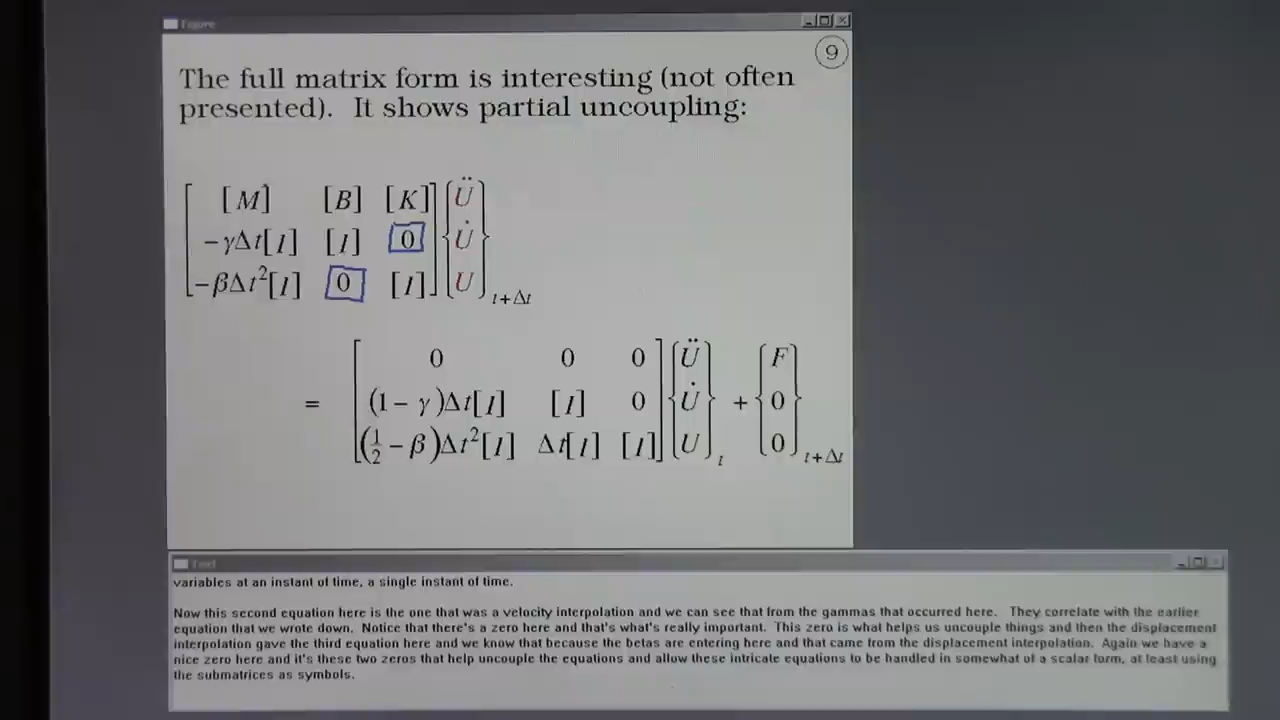 Figure
9
The full matrix form is interesting (not often
presented). It shows partial uncoupling:
[M] [B] [K] Ü
-γΔt[I] [I] 0 U̇
-βΔt²[I] 0 [I] U
t+Δt
0 0 0 Ü F
= (1-γ)Δt[I] [I] 0 U̇ + 0
(1/2-β)Δt²[I] Δt[I] [I] U 0
t t+Δt
Text
variables at an instant of time, a single instant of time.
Now this second equation here is the one that was a velocity interpolation and we can see that from the gammas that occurred here. They correlate with the earlier
equation that we wrote down. Notice that there's a zero here and that's what's really important. This zero is what helps us uncouple things and then the displacement
interpolation gave the third equation here and we know that because the betas are entering here and that came from the displacement interpolation. Again we have a
nice zero here and it's these two zeros that help uncouple the equations and allow these intricate equations to be handled in somewhat of a scalar form, at least using
the submatrices as symbols.